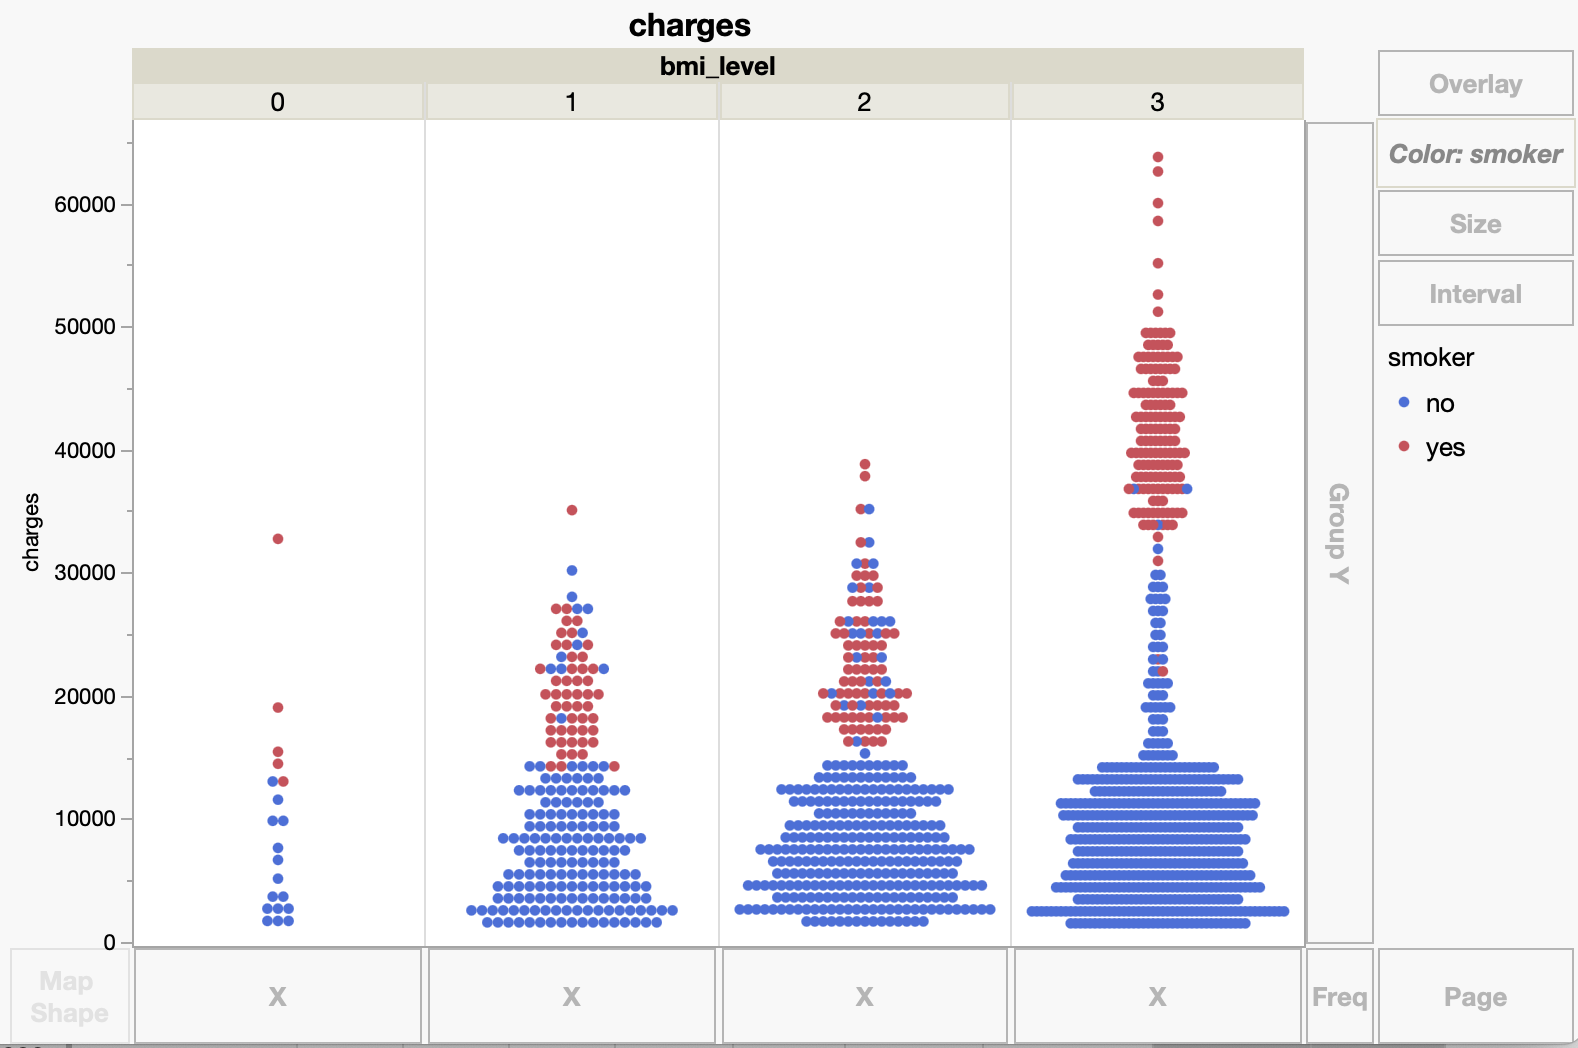 charges
bmi_level
0 1 2 3
Overlay
Color: smoker
Size
Interval
smoker
no
yes
60000
50000
40000
30000
20000
10000
0
charges
Group Y
Map
Shape
X X X X
Freq
Page